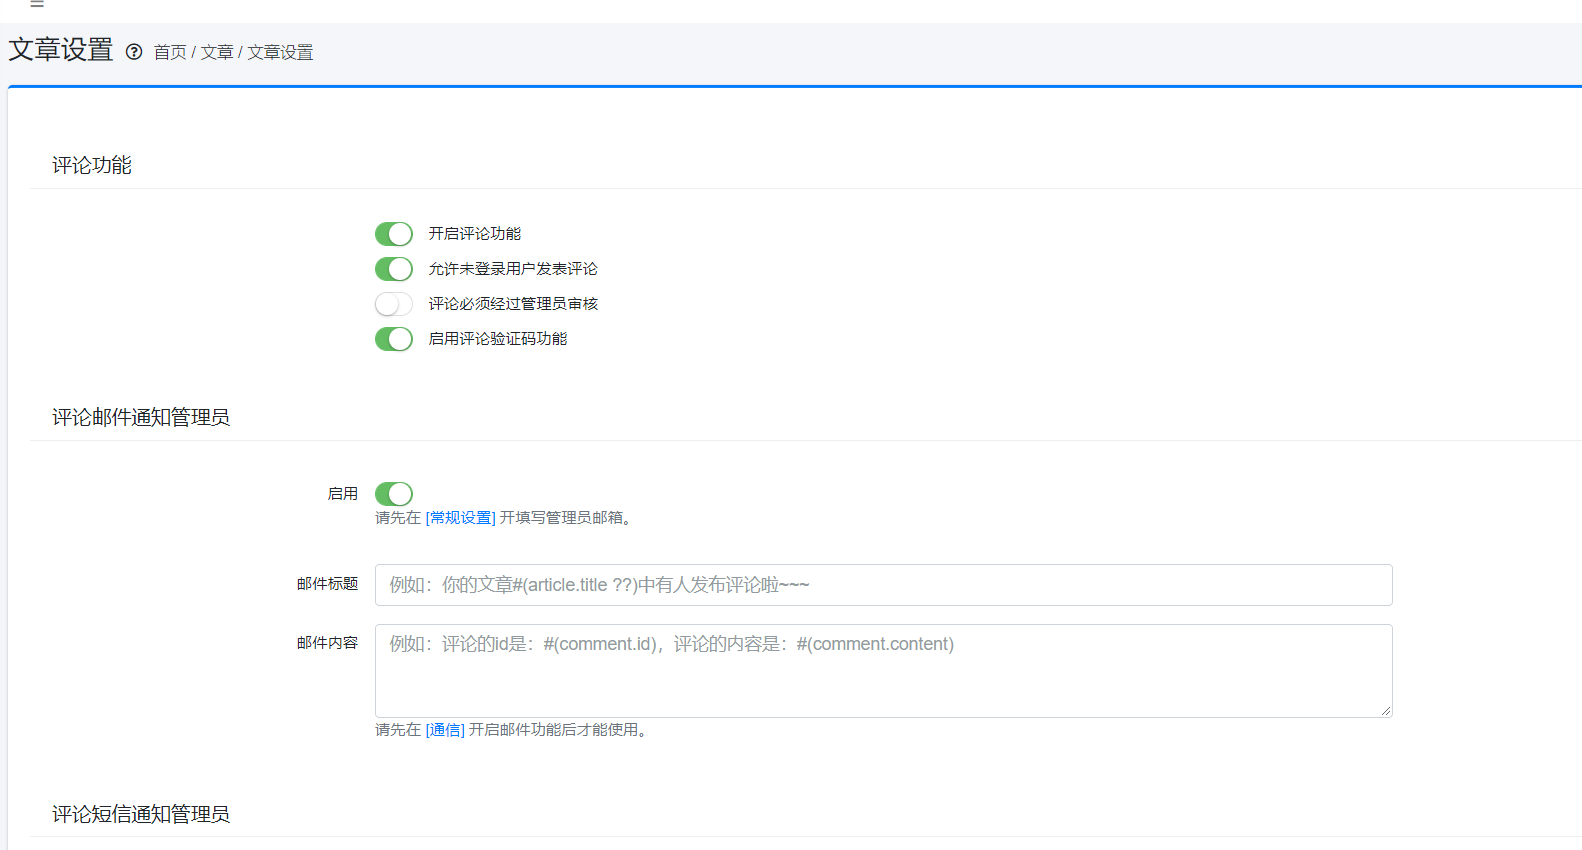 文章设置 首页 / 文章 / 文章设置
评论功能
开启评论功能
允许未登录用户发表评论
评论必须经过管理员审核
启用评论验证码功能
评论邮件通知管理员
启用
请先在 [常规设置] 开填写管理员邮箱。
邮件标题 例如：你的文章#(article.title ??)中有人发布评论啦~~~
邮件内容 例如：评论的id是：#(comment.id)，评论的内容是：#(comment.content)
请先在 [通信] 开启邮件功能后才能使用。
评论短信通知管理员